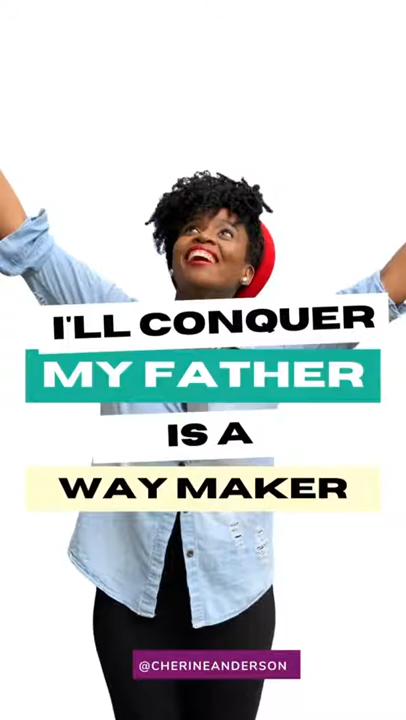 I'LL CONQUER
MY FATHER
IS A
WAY MAKER
@CHERINEANDERSON